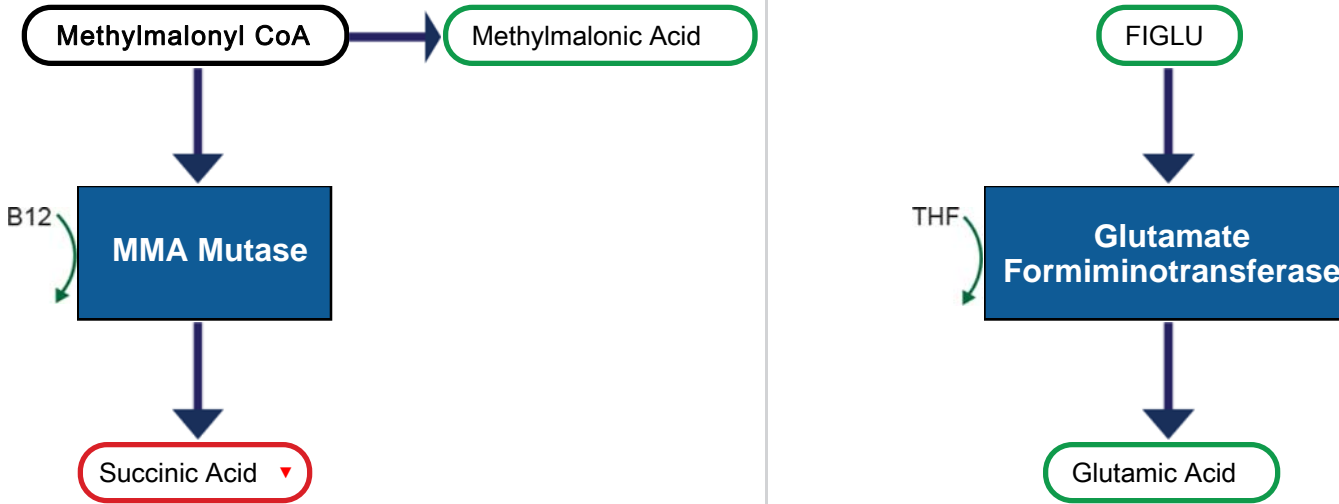 Methylmalonyl CoA
Methylmalonic Acid
B12
MMA Mutase
Succinic Acid ▼
FIGLU
THF
Glutamate
Formiminotransferase
Glutamic Acid